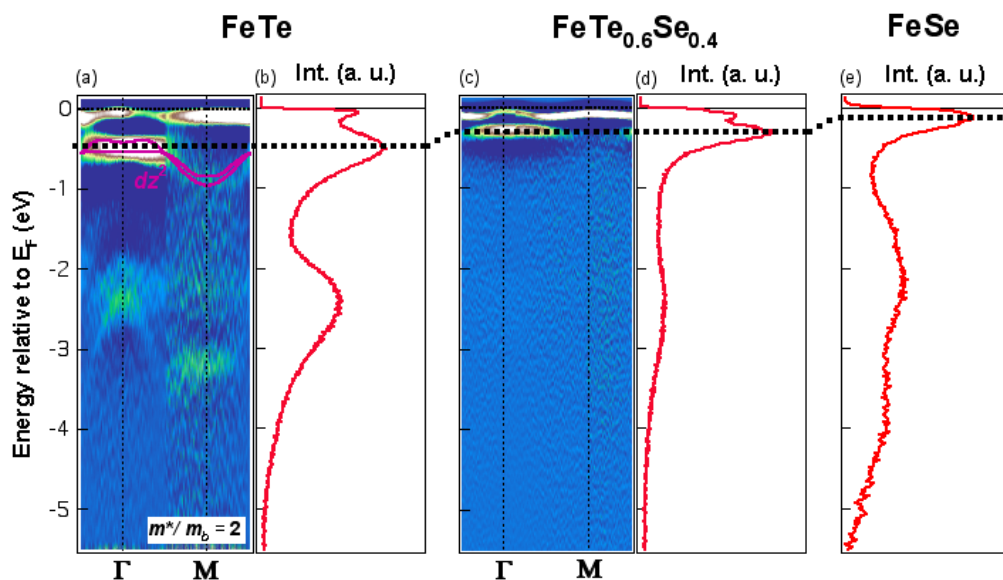 FeTe
FeTe0.6Se0.4
FeSe
(a)
(b)
Int. (a. u.)
(c)
(d)
Int. (a. u.)
(e)
Int. (a. u.)
Energy relative to EF (eV)
0
-1
-2
-3
-4
-5
dz2
m*/ mb = 2
Γ
M
Γ
M